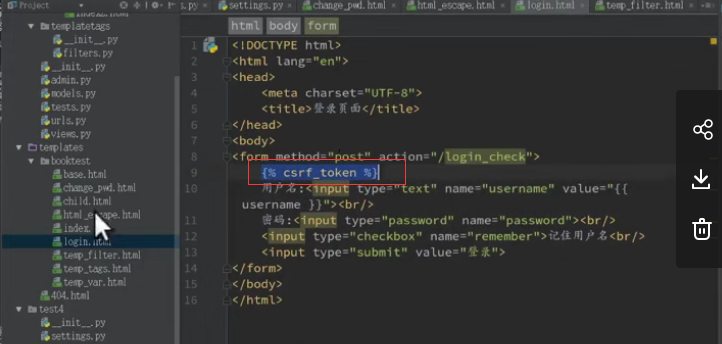 Project
s.py
settings.py
change_pwd.html
html_escape.html
login.html
temp_filter.html
index.html
templatetags
__init__.py
filters.py
__init__.py
admin.py
models.py
tests.py
urls.py
views.py
templates
booktest
base.html
change_pwd.html
child.html
html_escape.html
index.
login.html
temp_filter.html
temp_tags.html
temp_var.html
404.html
test4
__init__.py
settings.py
html body form
1 <!DOCTYPE html>
2 <html lang="en">
3 <head>
4 <meta charset="UTF-8">
5 <title>登录页面</title>
6 </head>
7 <body>
8 <form method="post" action="/login_check">
9 {% csrf_token %}
10 用户名:<input type="text" name="username" value="{{
username }}"><br/>
11 密码:<input type="password" name="password"><br/>
12 <input type="checkbox" name="remember">记住用户名<br/>
13 <input type="submit" value="登录">
14 </form>
15 </body>
16 </html>